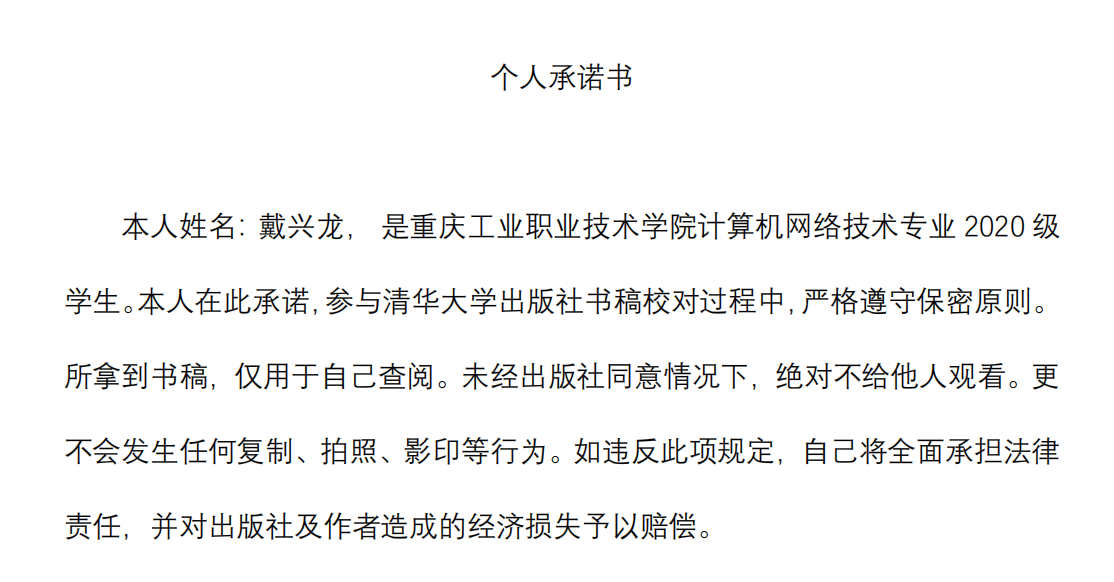 个人承诺书
本人姓名：戴兴龙， 是重庆工业职业技术学院计算机网络技术专业 2020 级
学生。本人在此承诺，参与清华大学出版社书稿校对过程中，严格遵守保密原则。
所拿到书稿，仅用于自己查阅。未经出版社同意情况下，绝对不给他人观看。更
不会发生任何复制、拍照、影印等行为。如违反此项规定，自己将全面承担法律
责任，并对出版社及作者造成的经济损失予以赔偿。